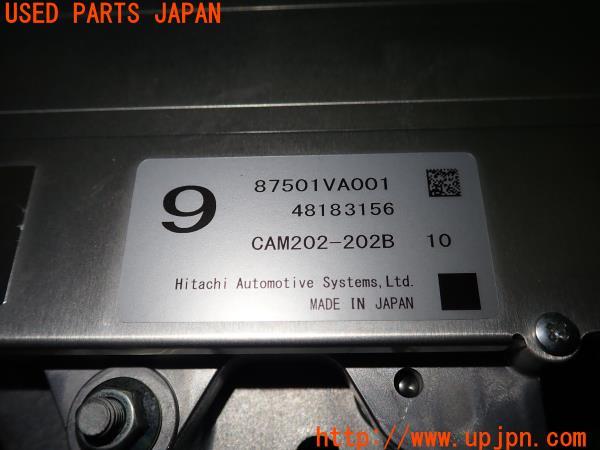 USED PARTS JAPAN
9
87501VA001
48183156
CAM202-202B 10
Hitachi Automotive Systems,Ltd.
MADE IN JAPAN
UPJ
http://www.upjpn.com/